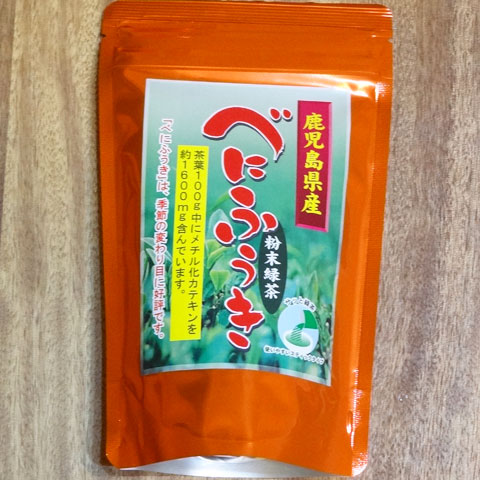 鹿児島県産
べにふうき
粉末緑茶
茶葉100g中にメチル化カテキンを
約1600mg含んでいます。
「べにふうき」は、季節の変わり目に好評です。